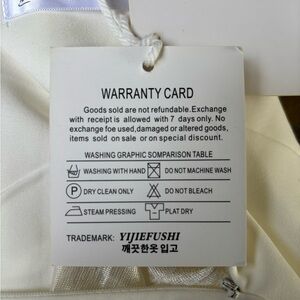 WARRANTY CARD
Goods sold are not refundable.Exchange
with receipt is allowed with 7 days only. No
exchange foe used,damaged or altered goods,
items sold on sale or on special discount.
WASHING GRAPHIC SOMPARISON TABLE
WASHING WITH HAND DO NOT MACHINE WASH
P DRY CLEAN ONLY DO NOT BLEACH
STEAM PRESSING PLAT DRY
TRADEMARK: YIJIEFUSHI
깨끗한옷 입고